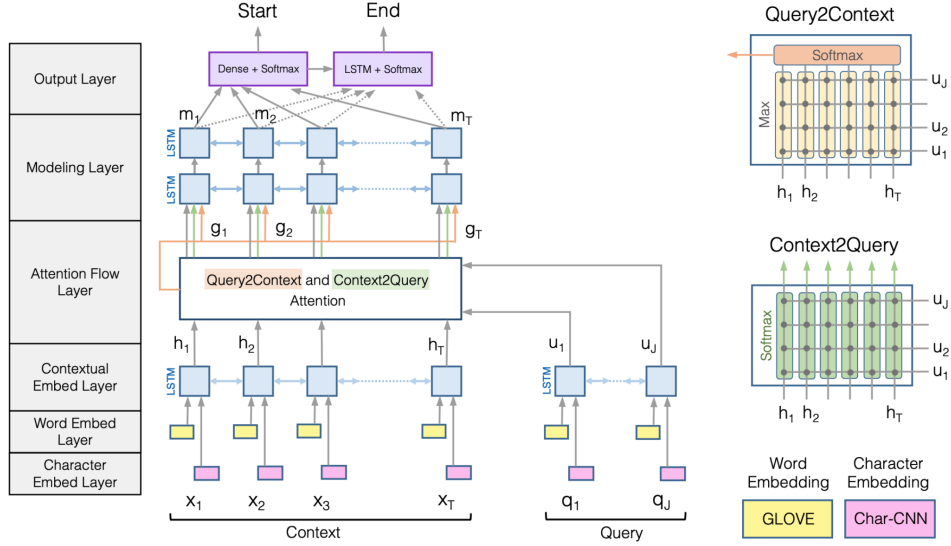 Start End
Output Layer
Dense + Softmax LSTM + Softmax
m1 m2 mT
Modeling Layer
LSTM
LSTM
g1 g2 gT
Attention Flow
Layer
Query2Context and Context2Query
Attention
h1 h2 hT
u1 uJ
Contextual
Embed Layer
LSTM
LSTM
Word Embed
Layer
Character
Embed Layer
x1 x2 x3 xT
q1 qJ
Context
Query
Query2Context
Softmax
Max
uJ
u2
u1
h1 h2 hT
Context2Query
Softmax
uJ
u2
u1
h1 h2 hT
Word
Embedding
Character
Embedding
GLOVE
Char-CNN